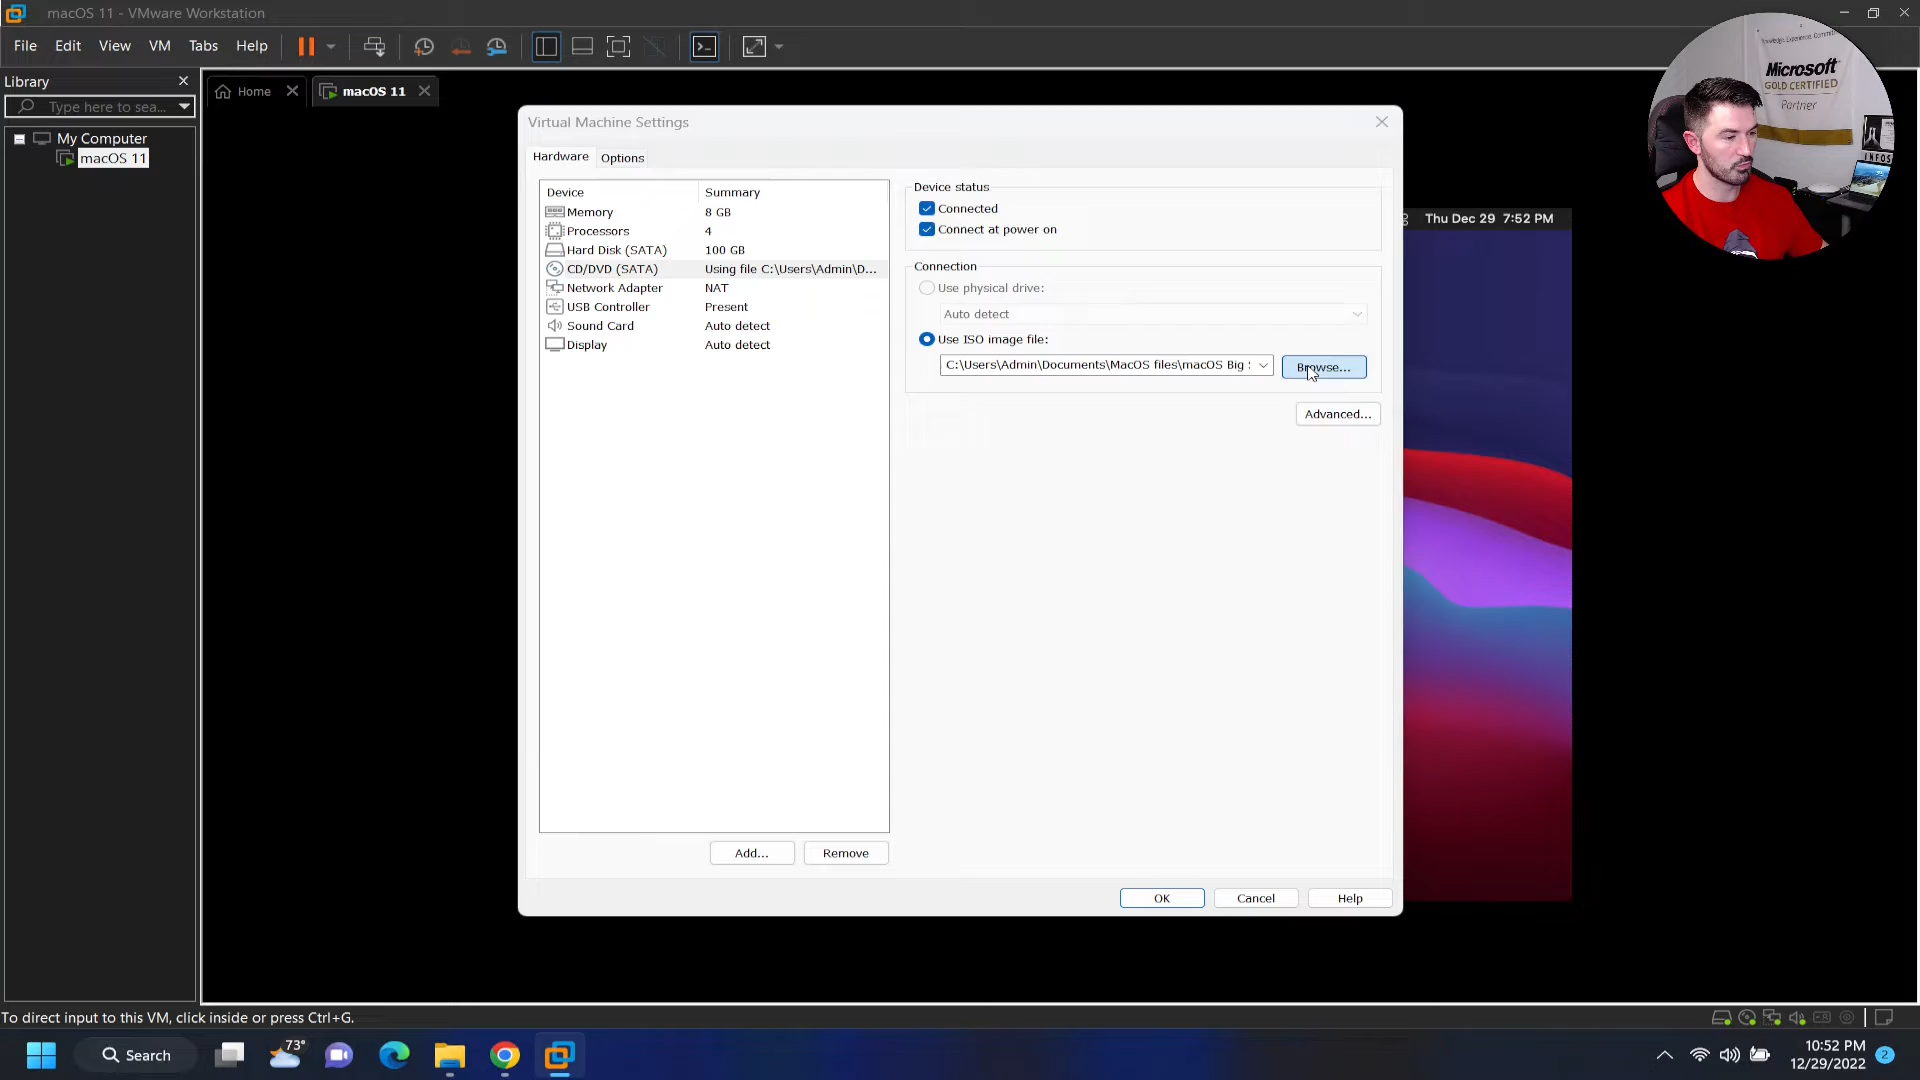 macOS 11 - VMware Workstation
File Edit View VM Tabs Help
Library
Type here to sea...
My Computer
macOS 11
Home
macOS 11
Virtual Machine Settings
Hardware Options
Device Summary
Memory 8 GB
Processors 4
Hard Disk (SATA) 100 GB
CD/DVD (SATA) Using file C:\Users\Admin\D...
Network Adapter NAT
USB Controller Present
Sound Card Auto detect
Display Auto detect
Add... Remove
Device status
Connected
Connect at power on
Connection
Use physical drive:
Auto detect
Use ISO image file:
C:\Users\Admin\Documents\MacOS files\macOS Big
Browse...
Advanced...
OK Cancel Help
Thu Dec 29 7:52 PM
Knowledge. Experience.
Microsoft
GOLD CERTIFIED
Partner
INFOS
To direct input to this VM, click inside or press Ctrl+G.
73°
Search
10:52 PM
12/29/2022
2